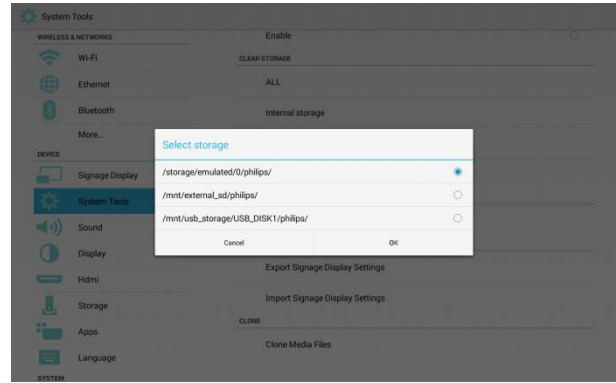 System Tools
WIRELESS & NETWORKS
Wi-Fi
Ethernet
Bluetooth
More...
DEVICE
Signage Display
System Tools
Sound
Display
Hdmi
Storage
Apps
Language
SYSTEM
Enable
CLEAR STORAGE
ALL
Internal storage
Select storage
/storage/emulated/0/philips/
/mnt/external_sd/philips/
/mnt/usb_storage/USB_DISK1/philips/
Cancel
OK
Export Signage Display Settings
Import Signage Display Settings
CLONE
Clone Media Files